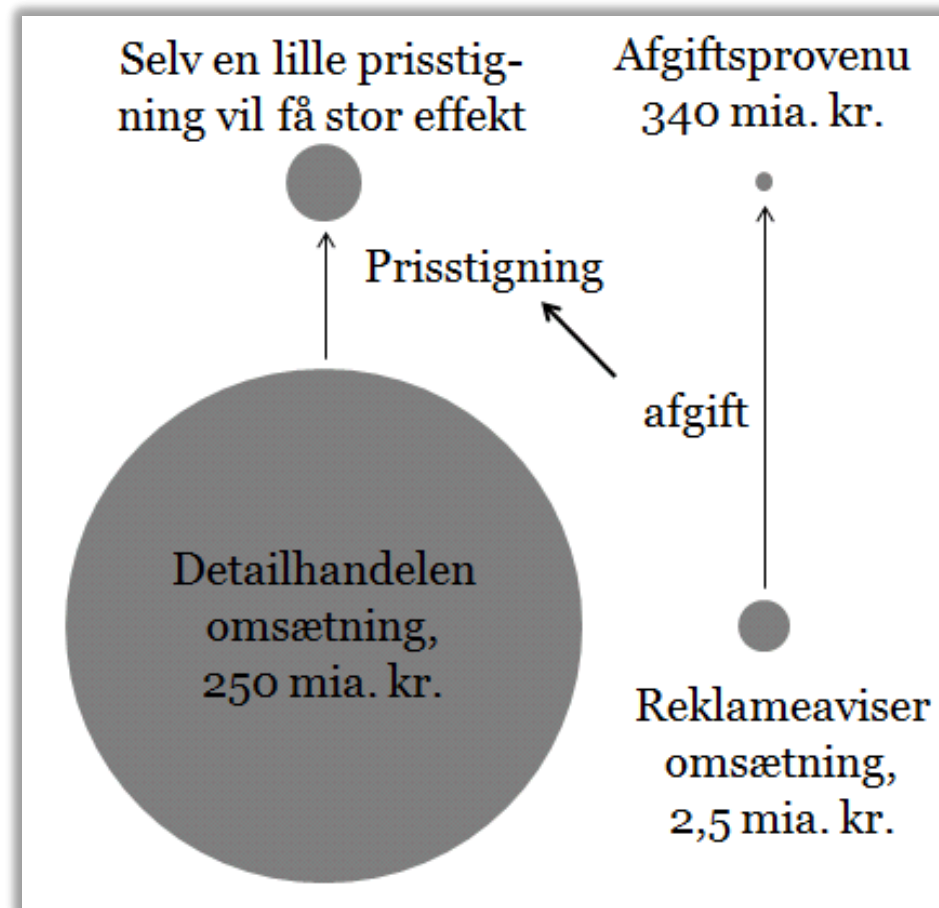 Selv en lille prisstig-
ning vil få stor effekt
Afgiftsprovenu
340 mia. kr.
Prisstigning
afgift
Detailhandelen
omsætning,
250 mia. kr.
Reklameaviser
omsætning,
2,5 mia. kr.